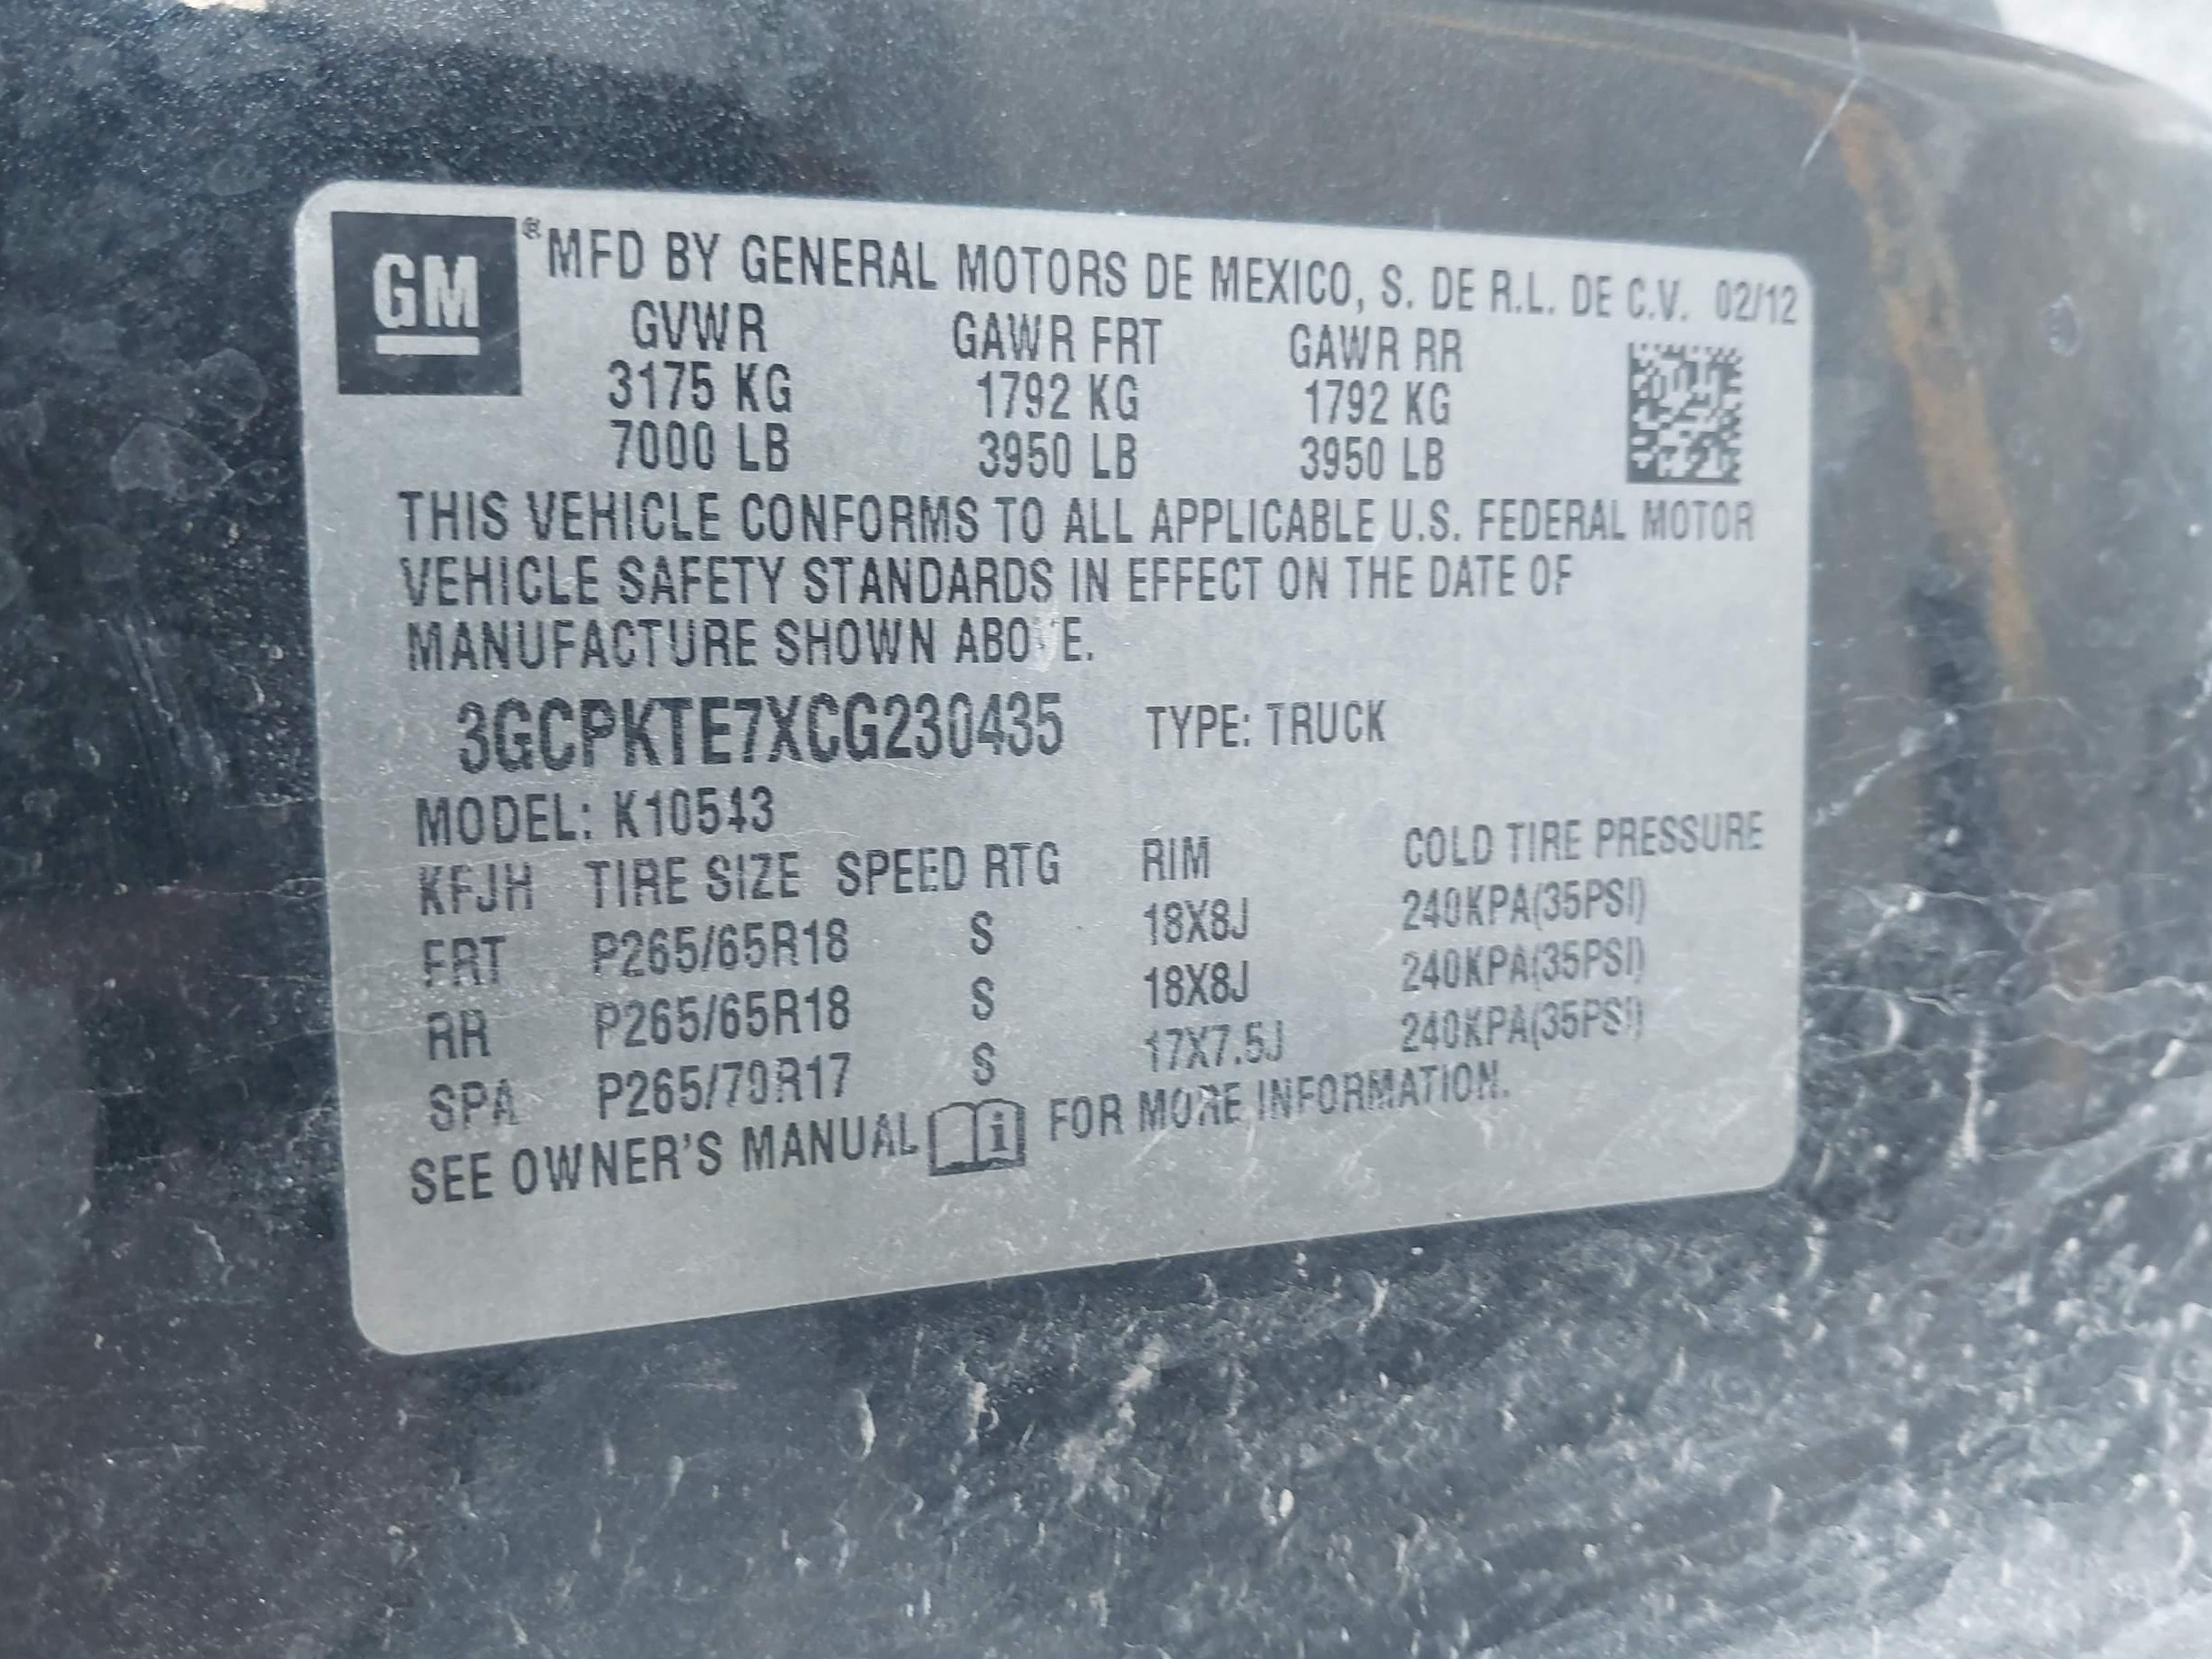 GM
® MFD BY GENERAL MOTORS DE MEXICO, S. DE R.L. DE C.V. 02/12
GVWR GAWR FRT GAWR RR
3175 KG 1792 KG 1792 KG
7000 LB 3950 LB 3950 LB
THIS VEHICLE CONFORMS TO ALL APPLICABLE U.S. FEDERAL MOTOR
VEHICLE SAFETY STANDARDS IN EFFECT ON THE DATE OF
MANUFACTURE SHOWN ABOVE.
3GCPKTE7XCG230435 TYPE: TRUCK
MODEL: K10543
KFJH TIRE SIZE SPEED RTG RIM COLD TIRE PRESSURE
FRT P265/65R18 S 18X8J 240KPA(35PSI)
RR P265/65R18 S 18X8J 240KPA(35PSI)
SPA P265/70R17 S 17X7.5J 240KPA(35PSI)
SEE OWNER'S MANUAL i FOR MORE INFORMATION.